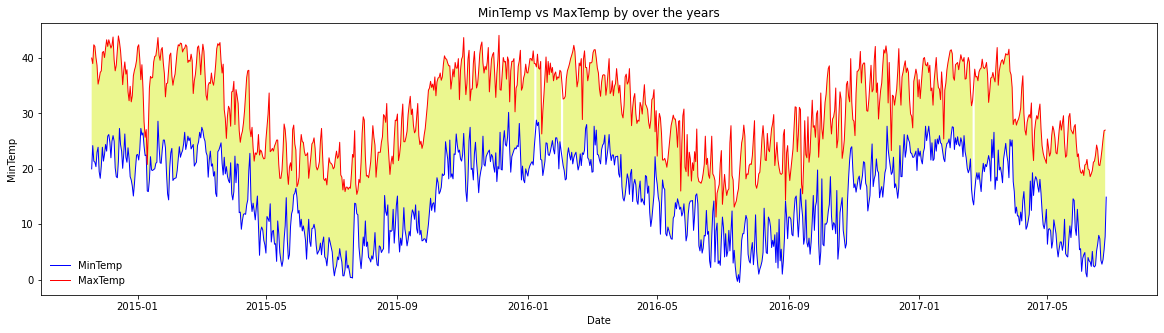 MinTemp vs MaxTemp by over the years
MinTemp
40
30
20
10
0
MinTemp
MaxTemp
2015-01 2015-05 2015-09 2016-01 2016-05 2016-09 2017-01 2017-05
Date